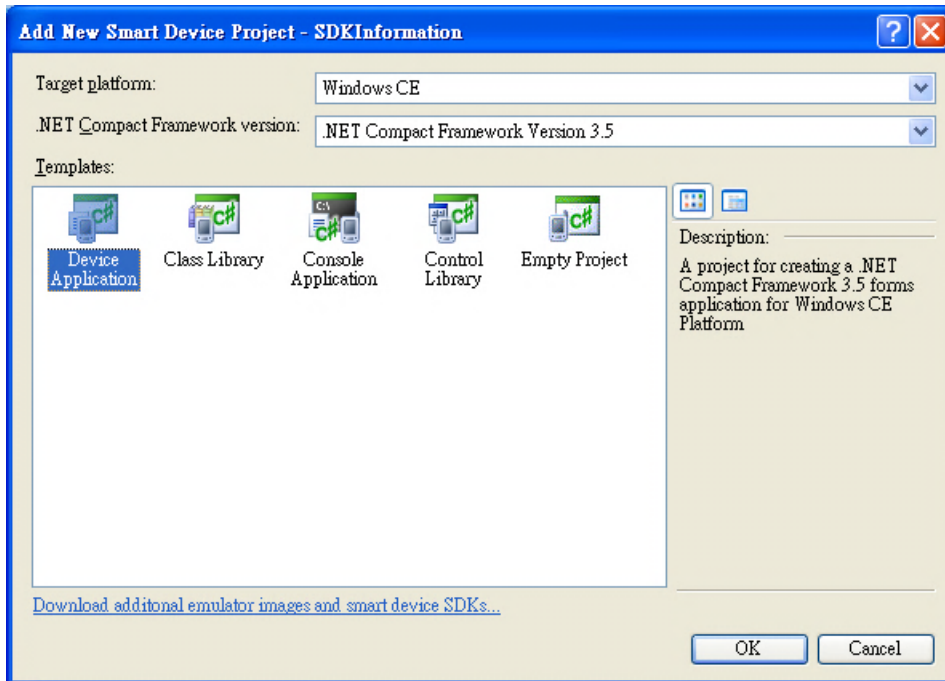 Add New Smart Device Project - SDKInformation
Target platform:
Windows CE
.NET Compact Framework version:
.NET Compact Framework Version 3.5
Templates:
Device
Application
Class Library
Console
Application
Control
Library
Empty Project
Description:
A project for creating a .NET
Compact Framework 3.5 forms
application for Windows CE
Platform
Download additonal emulator images and smart device SDKs...
OK
Cancel